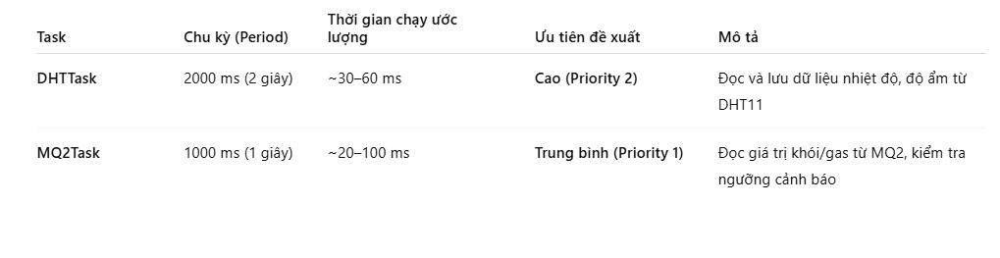 Task Chu kỳ (Period) Thời gian chạy ước lượng Ưu tiên đề xuất Mô tả
DHTTask 2000 ms (2 giây) ~30–60 ms Cao (Priority 2) Đọc và lưu dữ liệu nhiệt độ, độ ẩm từ DHT11
MQ2Task 1000 ms (1 giây) ~20–100 ms Trung bình (Priority 1) Đọc giá trị khói/gas từ MQ2, kiểm tra ngưỡng cảnh báo